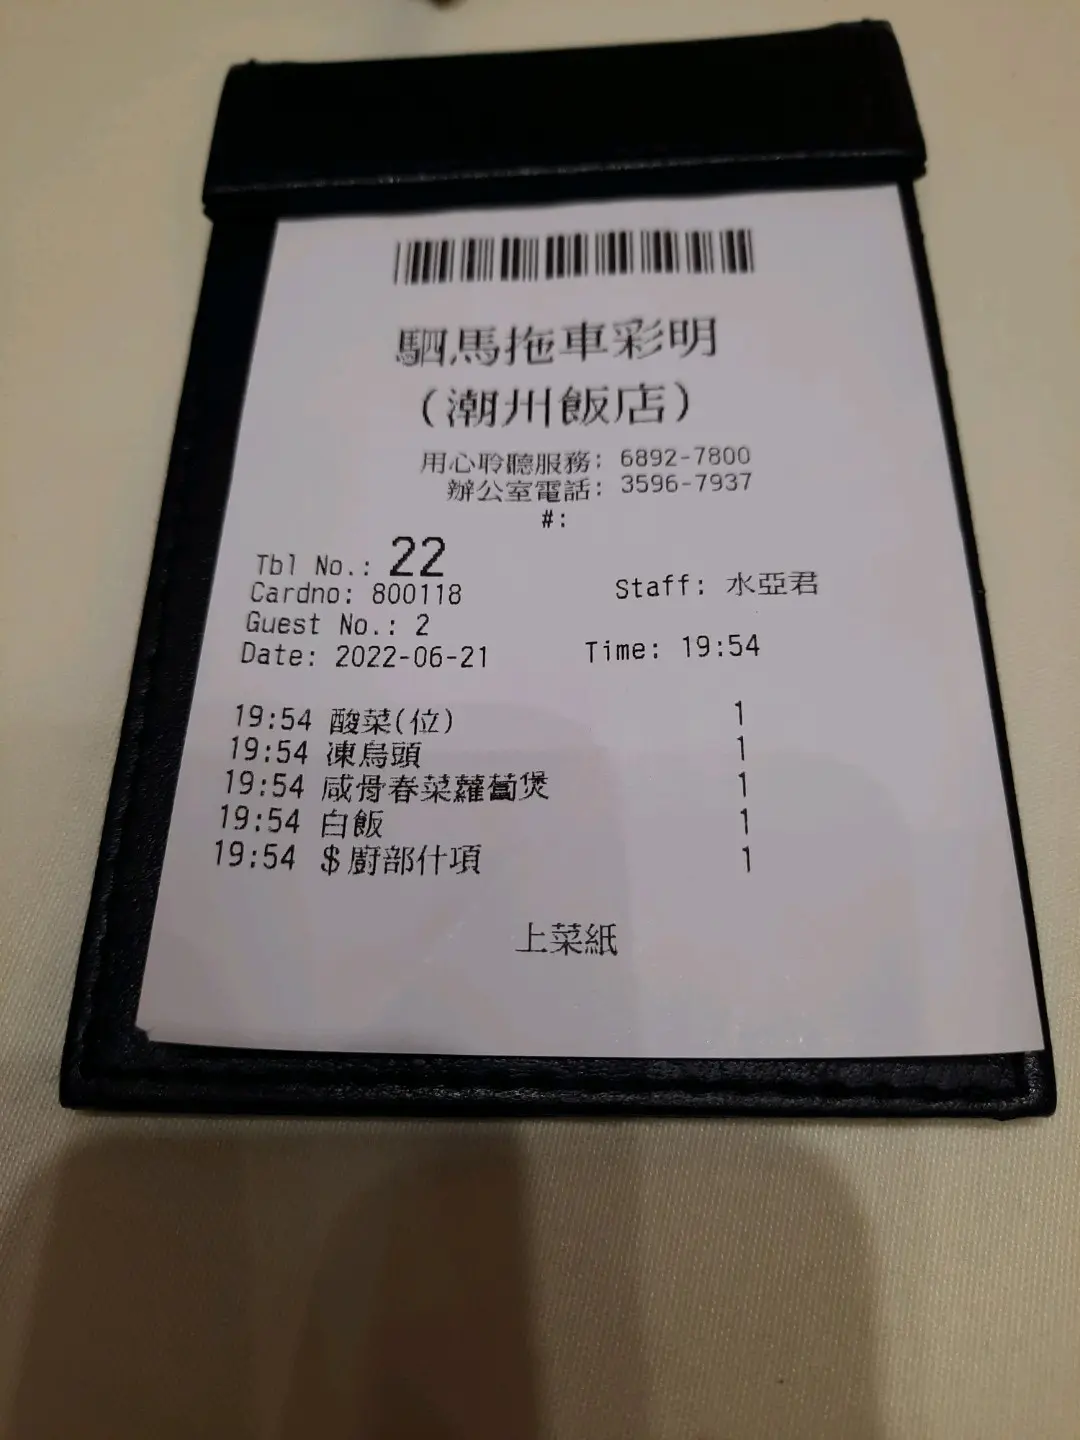 駟馬拖車彩明
(潮州飯店)
用心聆聽服務: 6892-7800
辦公室電話: 3596-7937
#:
Tbl No.: 22
Cardno: 800118 Staff: 水亞君
Guest No.: 2
Date: 2022-06-21 Time: 19:54
19:54 酸菜(位) 1
19:54 凍烏頭 1
19:54 咸骨春菜蘿蔔煲 1
19:54 白飯 1
19:54 $廚部什項 1
上菜紙